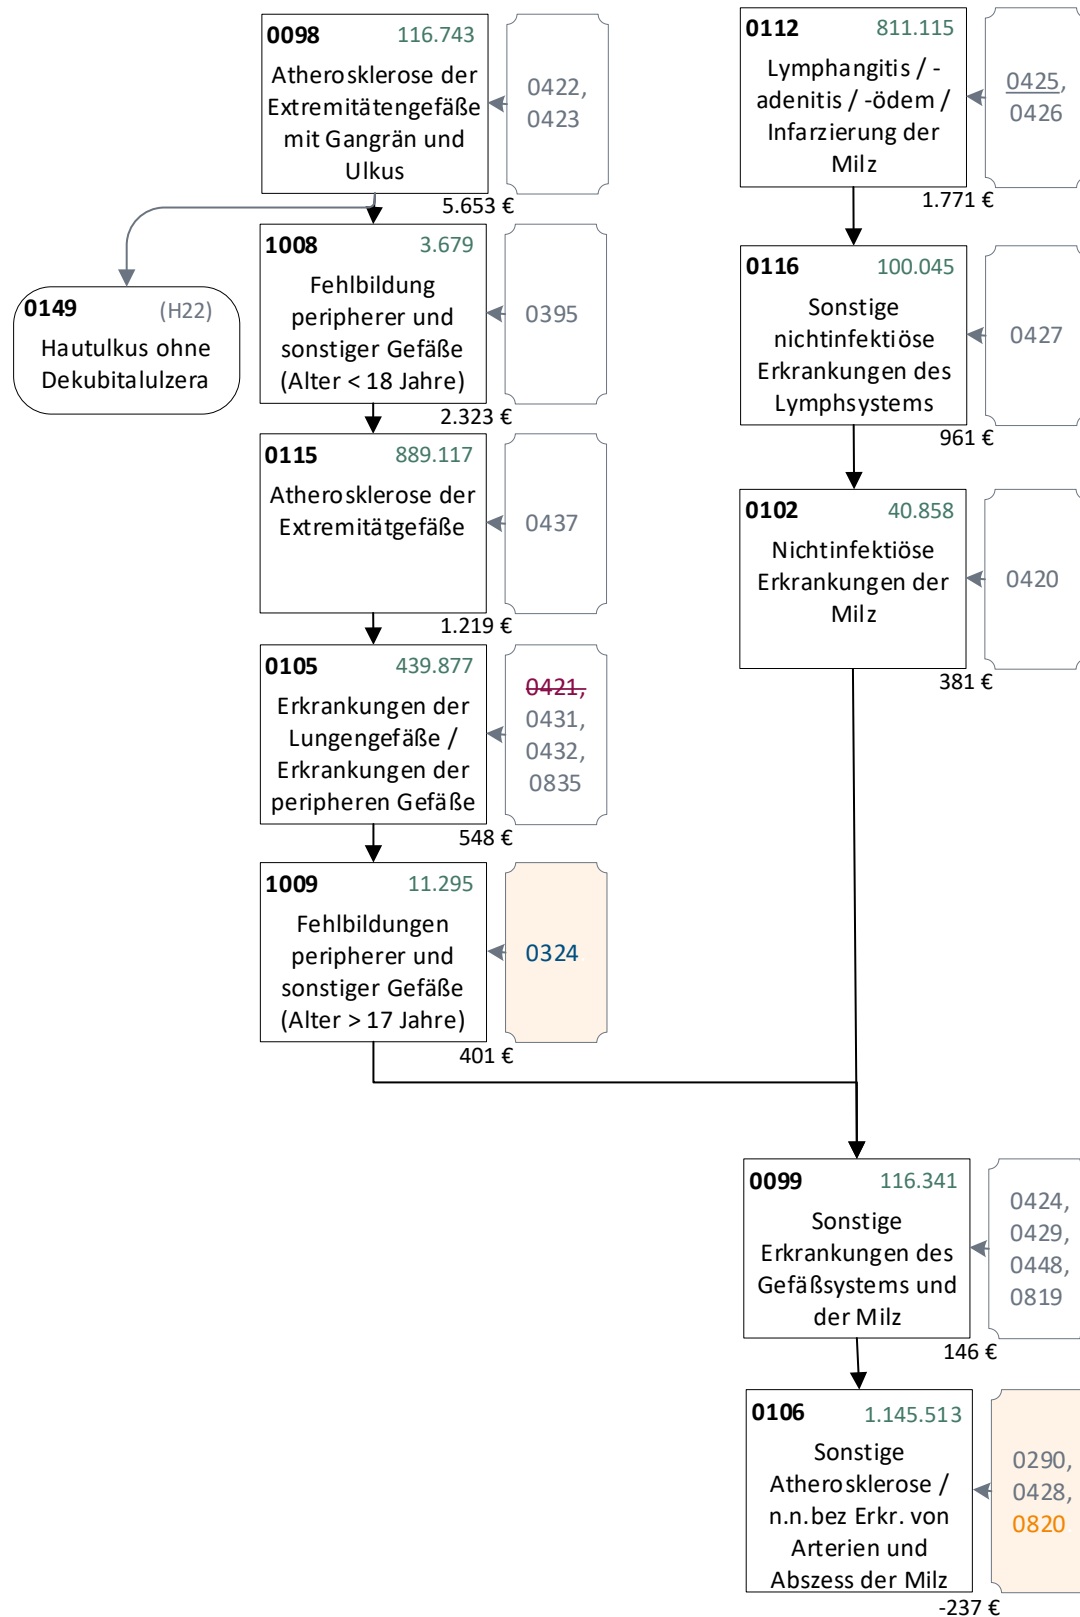 0098 116.743
Atherosklerose der
Extremitätengefäße
mit Gangrän und
Ulkus
0422,
0423
5.653 €
0149 (H22)
Hautulkus ohne
Dekubitalulzera
1008 3.679
Fehlbildung
peripherer und
sonstiger Gefäße
(Alter < 18 Jahre)
0395
2.323 €
0115 889.117
Atherosklerose der
Extremitätgefäße
0437
1.219 €
0105 439.877
Erkrankungen der
Lungengefäße /
Erkrankungen der
peripheren Gefäße
0421,
0431,
0432,
0835
548 €
1009 11.295
Fehlbildungen
peripherer und
sonstiger Gefäße
(Alter > 17 Jahre)
0324
401 €
0112 811.115
Lymphangitis / -
adenitis / -ödem /
Infarzierung der
Milz
0425,
0426
1.771 €
0116 100.045
Sonstige
nichtinfektiöse
Erkrankungen des
Lymphsystems
0427
961 €
0102 40.858
Nichtinfektiöse
Erkrankungen der
Milz
0420
381 €
0099 116.341
Sonstige
Erkrankungen des
Gefäßsystems und
der Milz
0424,
0429,
0448,
0819
146 €
0106 1.145.513
Sonstige
Atherosklerose /
n.n.bez Erkr. von
Arterien und
Abszess der Milz
0290,
0428,
0820
-237 €